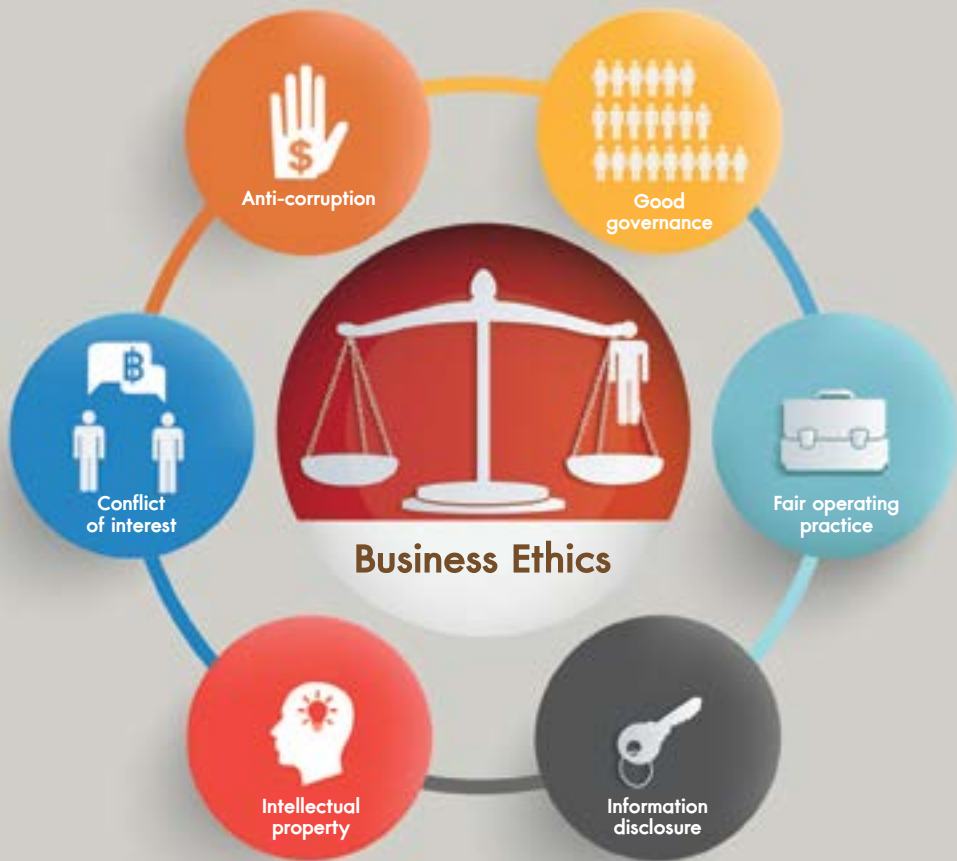 $
Anti-corruption
Good
governance
฿
Conflict
of interest
Fair operating
practice
Business Ethics
Intellectual
property
Information
disclosure